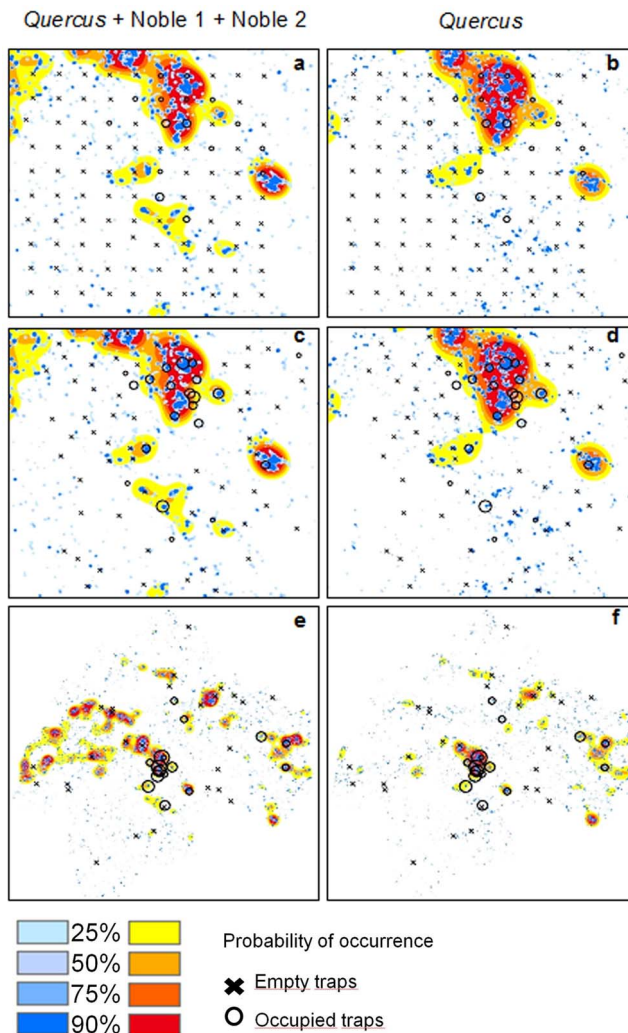 Quercus + Noble 1 + Noble 2
Quercus
a
b
c
d
e
f
25%
50%
75%
90%
Probability of occurrence
Empty traps
Occupied traps